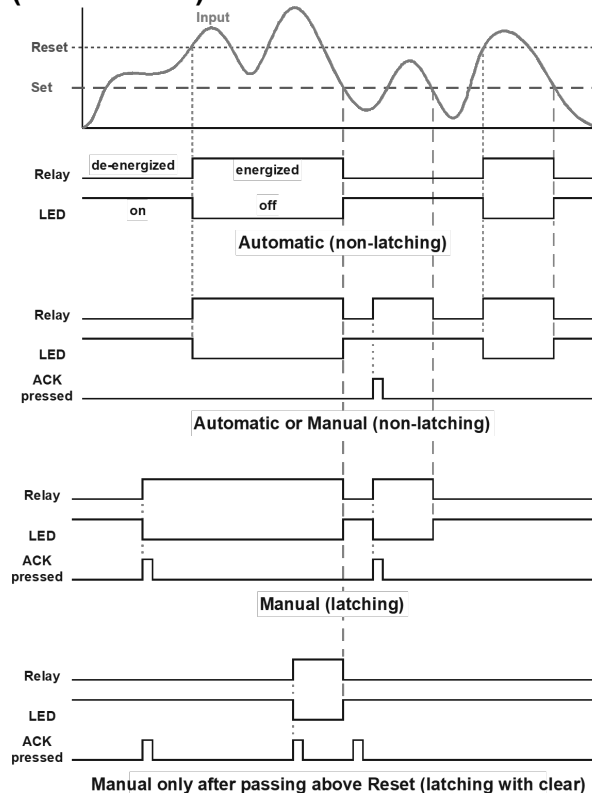 Input
Reset
Set
de-energized
energized
Relay
LED
on
off
Automatic (non-latching)
Relay
LED
ACK
pressed
Automatic or Manual (non-latching)
Relay
LED
ACK
pressed
Manual (latching)
Relay
LED
ACK
pressed
Manual only after passing above Reset (latching with clear)